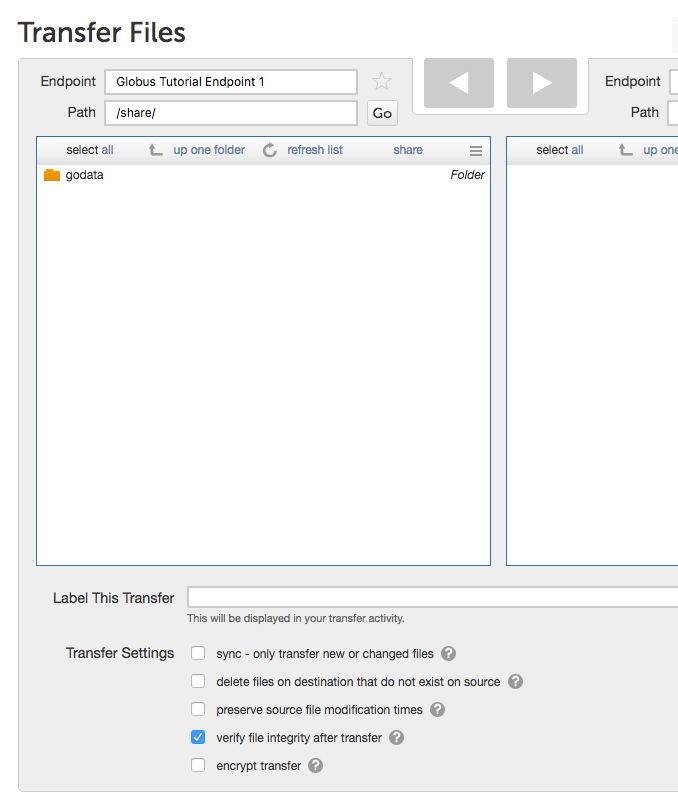 Transfer Files
Endpoint Globus Tutorial Endpoint 1 Endpoint
Path /share/ Go Path
select all up one folder refresh list share select all up one
godata Folder
Label This Transfer
This will be displayed in your transfer activity.
Transfer Settings sync - only transfer new or changed files ?
delete files on destination that do not exist on source ?
preserve source file modification times ?
verify file integrity after transfer ?
encrypt transfer ?